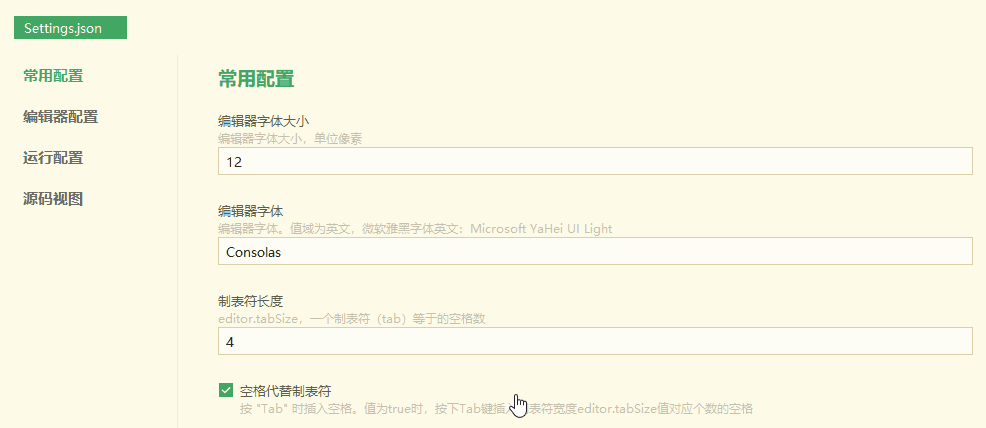 Settings.json
常用配置
编辑器配置
运行配置
源码视图
常用配置
编辑器字体大小
编辑器字体大小，单位像素
12
编辑器字体
编辑器字体。值域为英文，微软雅黑字体英文：Microsoft YaHei UI Light
Consolas
制表符长度
editor.tabSize，一个制表符（tab）等于的空格数
4
空格代替制表符
按 "Tab" 时插入空格。值为true时，按下Tab键插入 表符宽度editor.tabSize值对应个数的空格